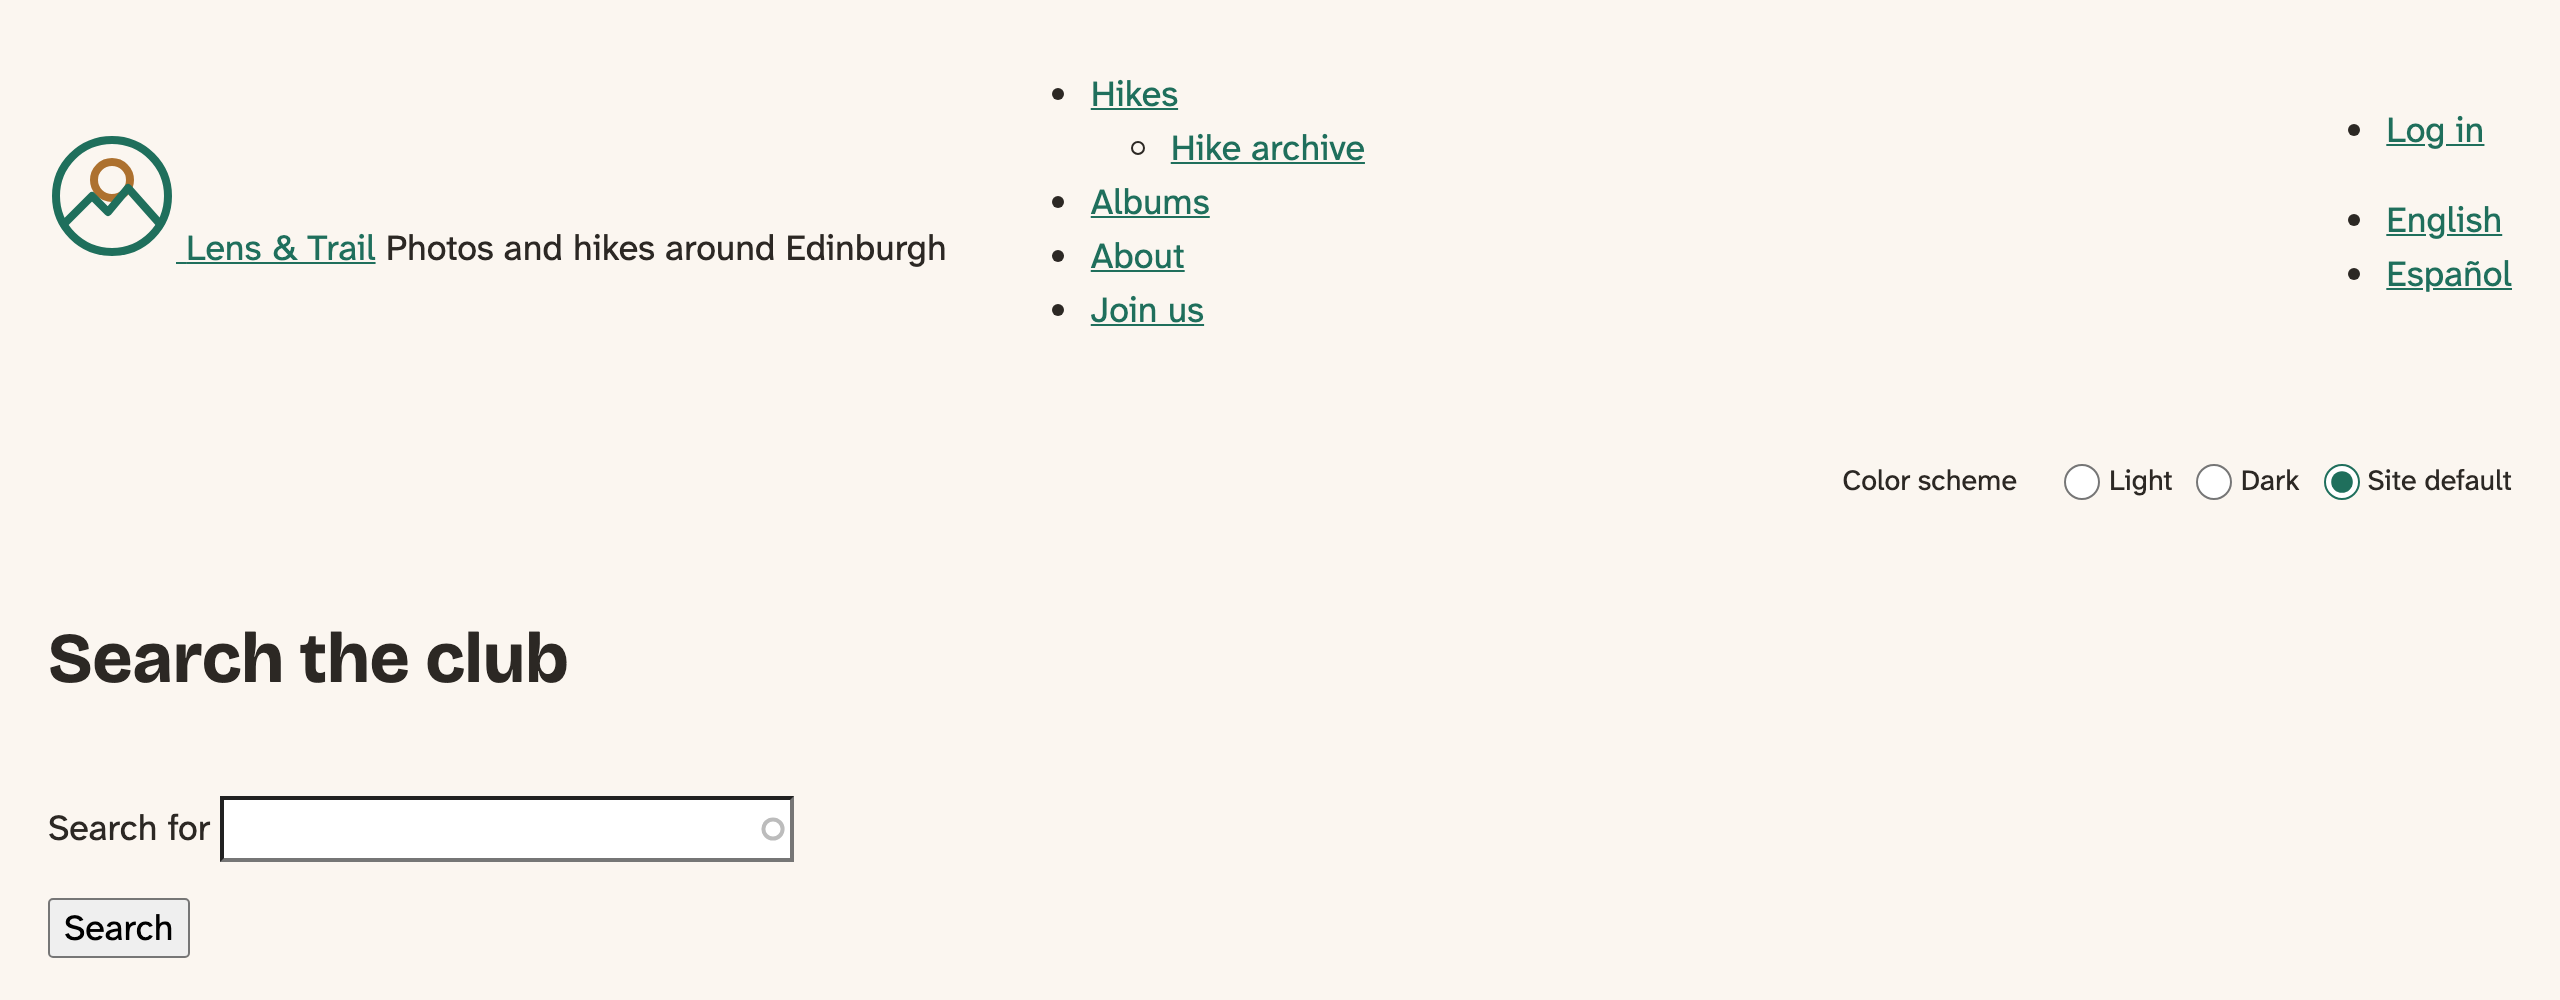 Lens & Trail Photos and hikes around Edinburgh
Hikes
Hike archive
Albums
About
Join us
Log in
English
Español
Color scheme Light Dark Site default
Search the club
Search for
Search